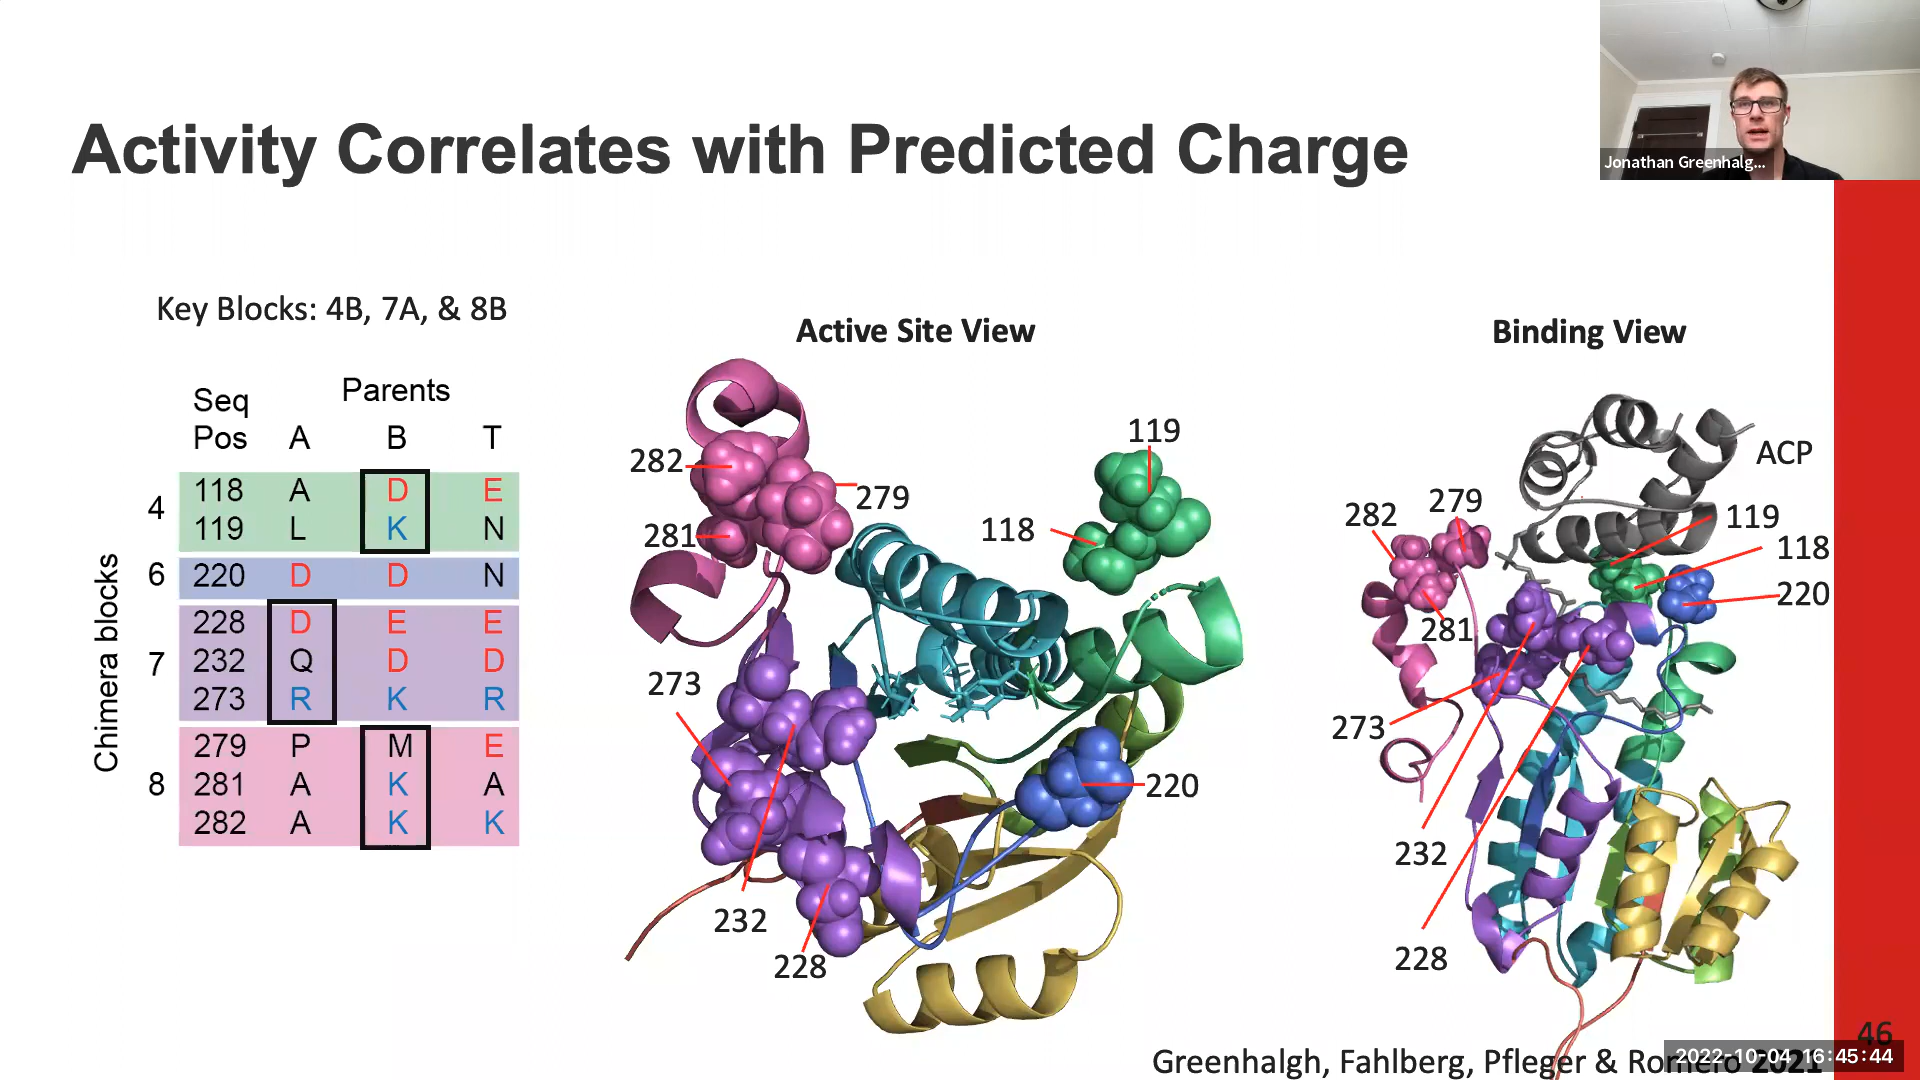 Jonathan Greenhalg...
Activity Correlates with Predicted Charge
Key Blocks: 4B, 7A, & 8B
Seq Pos A B T
Parents
Chimera blocks
4
118 A D E
119 L K N
6
220 D D N
7
228 D E E
232 Q D D
273 R K R
8
279 P M E
281 A K A
282 A K K
Active Site View
282
279
281
119
118
273
220
232
228
Binding View
ACP
282
279
119
118
220
281
273
232
228
46
Greenhalgh, Fahlberg, Pfleger & Romero 2021
2022-10-04 16:45:44